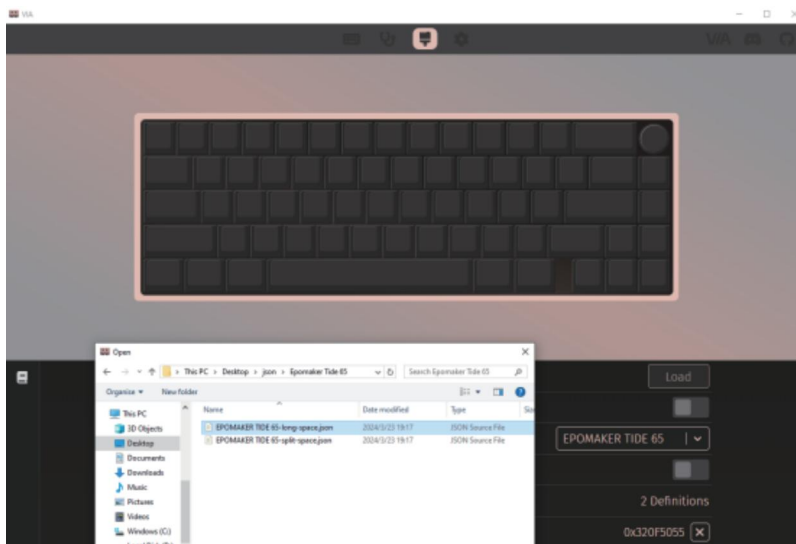 VIA
VIA
Open
This PC > Desktop > json > Epomaker Tide 65
Search Epomaker Tide 65
Organise
New folder
Name
Date modified
Type
Siz
This PC
3D Objects
Desktop
Documents
Downloads
Music
Pictures
Videos
Windows (C:)
EPOMAKER TIDE 65-long-space.json
2024/3/23 19:17
JSON Source File
EPOMAKER TIDE 65-split-space.json
2024/3/23 19:17
JSON Source File
Load
EPOMAKER TIDE 65
2 Definitions
0x320F5055